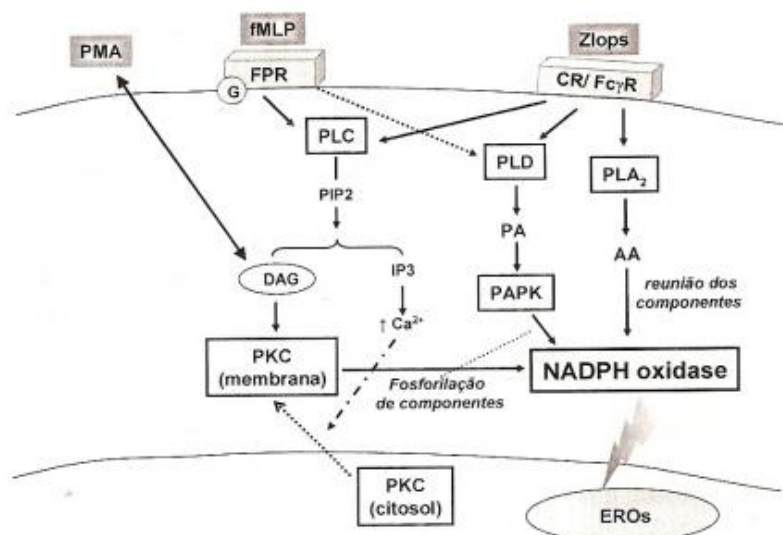 fMLP
Zlops
PMA
FPR
CR/ FcγR
G
PLC
PLD
PLA₂
PIP2
PA
AA
DAG
IP3
PAPK
reunião dos
componentes
↑ Ca²⁺
PKC
(membrana)
NADPH oxidase
Fosforilação
de componentes
PKC
(citosol)
EROs